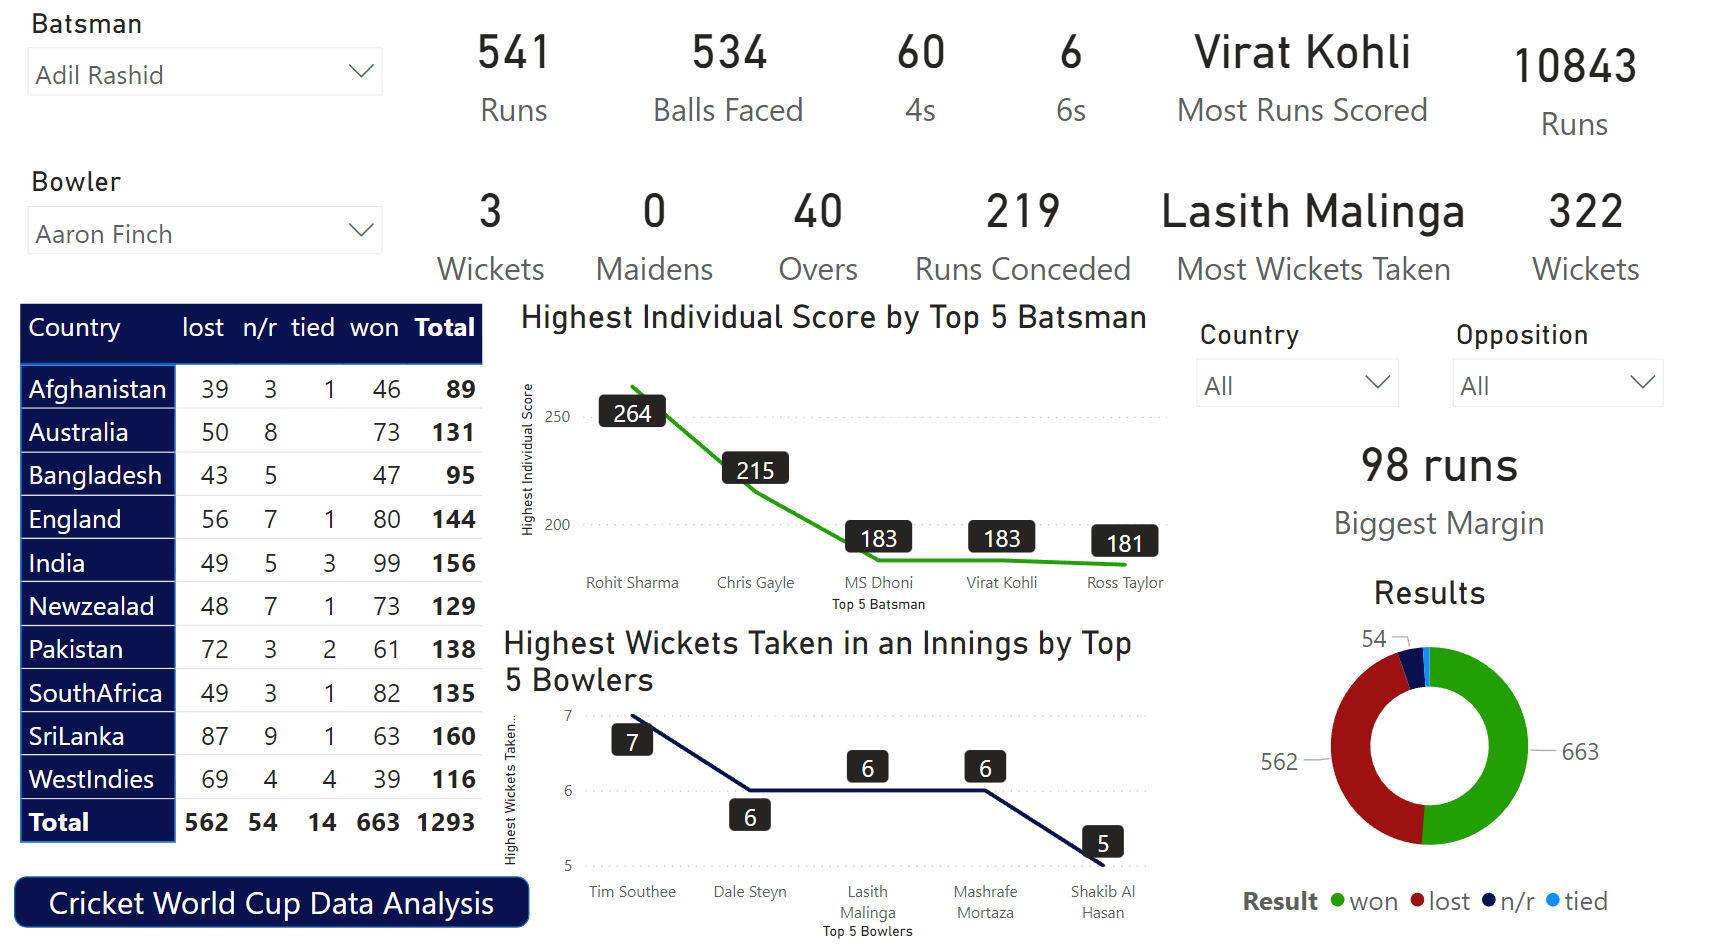 Batsman
Adil Rashid
541
Runs
534
Balls Faced
60
4s
6
6s
Virat Kohli
Most Runs Scored
10843
Runs
Bowler
Aaron Finch
3
Wickets
0
Maidens
40
Overs
219
Runs Conceded
Lasith Malinga
Most Wickets Taken
322
Wickets
Country lost n/r tied won Total
Afghanistan 39 3 1 46 89
Australia 50 8 73 131
Bangladesh 43 5 47 95
England 56 7 1 80 144
India 49 5 3 99 156
Newzealad 48 7 1 73 129
Pakistan 72 3 2 61 138
SouthAfrica 49 3 1 82 135
SriLanka 87 9 1 63 160
WestIndies 69 4 4 39 116
Total 562 54 14 663 1293
Cricket World Cup Data Analysis
Highest Individual Score by Top 5 Batsman
Highest Individual Score
250
200
264
215
183
183
181
Rohit Sharma
Chris Gayle
MS Dhoni
Virat Kohli
Ross Taylor
Top 5 Batsman
Highest Wickets Taken in an Innings by Top
5 Bowlers
Highest Wickets Taken...
7
6
5
7
6
6
6
5
Tim Southee
Dale Steyn
Lasith
Malinga
Mashrafe
Mortaza
Shakib Al
Hasan
Top 5 Bowlers
Country
All
Opposition
All
98 runs
Biggest Margin
Results
54
562
663
Result won lost n/r tied